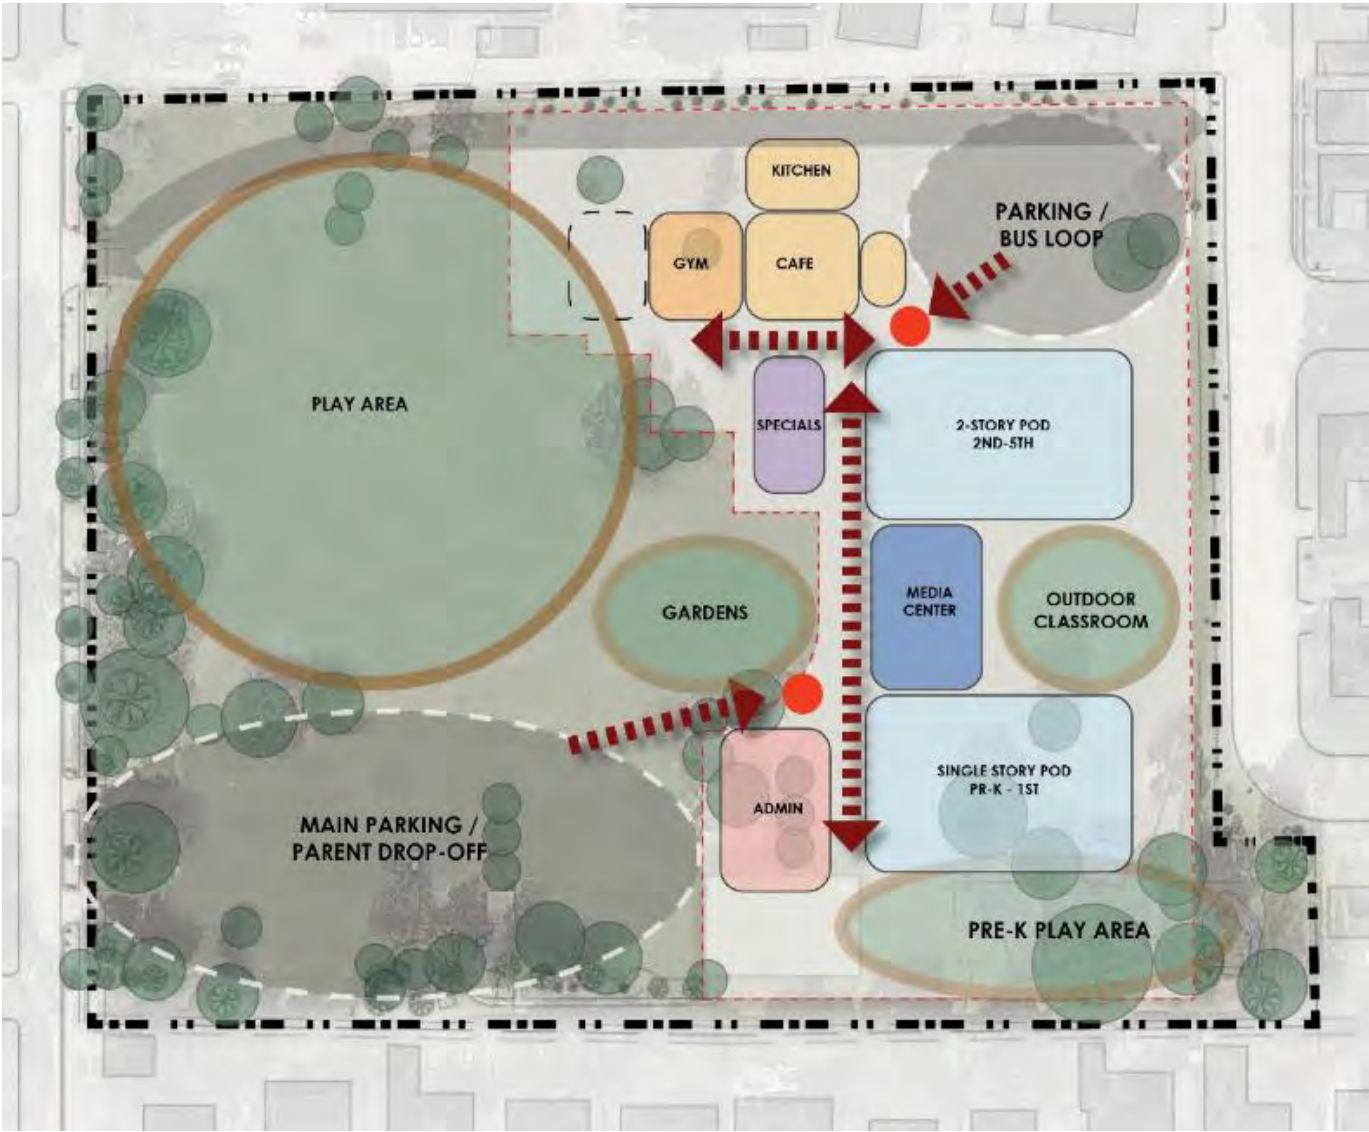 KITCHEN
PARKING /
BUS LOOP
GYM
CAFE
PLAY AREA
SPECIALS
2-STORY POD
2ND-5TH
MEDIA
CENTER
OUTDOOR
CLASSROOM
GARDENS
SINGLE STORY POD
PR-K - 1ST
ADMIN
MAIN PARKING /
PARENT DROP-OFF
PRE-K PLAY AREA